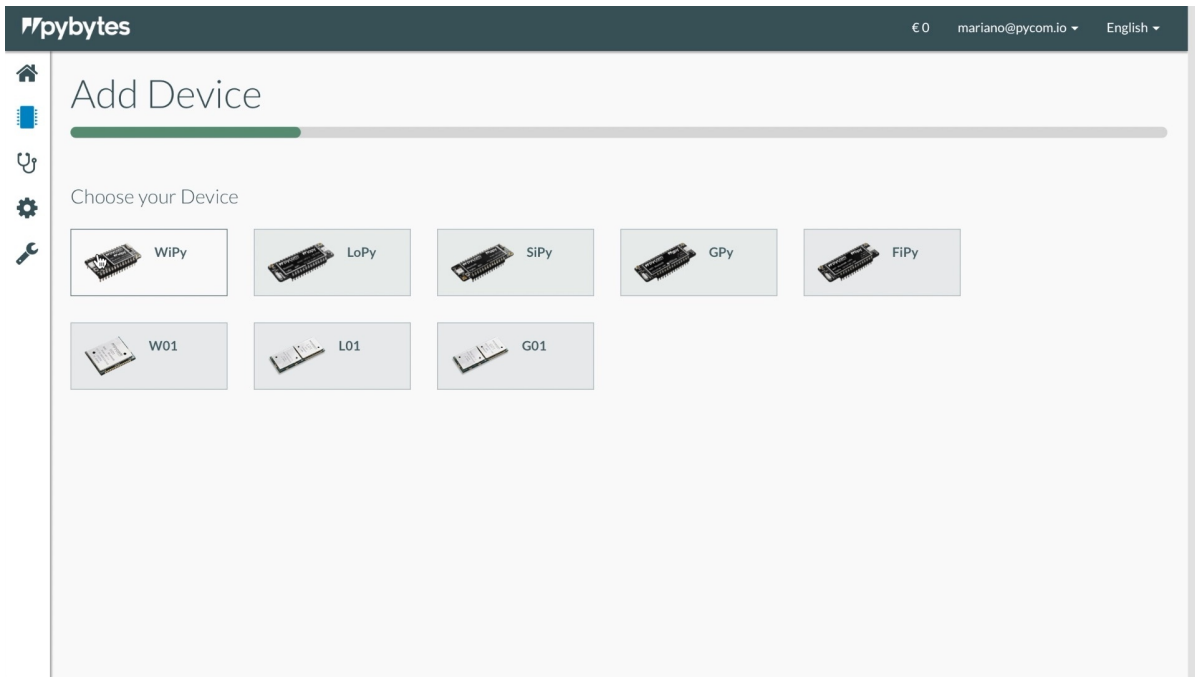 pybytes
€ 0 mariano@pycom.io English
Add Device
Choose your Device
WiPy LoPy SiPy GPy FiPy
W01 L01 G01